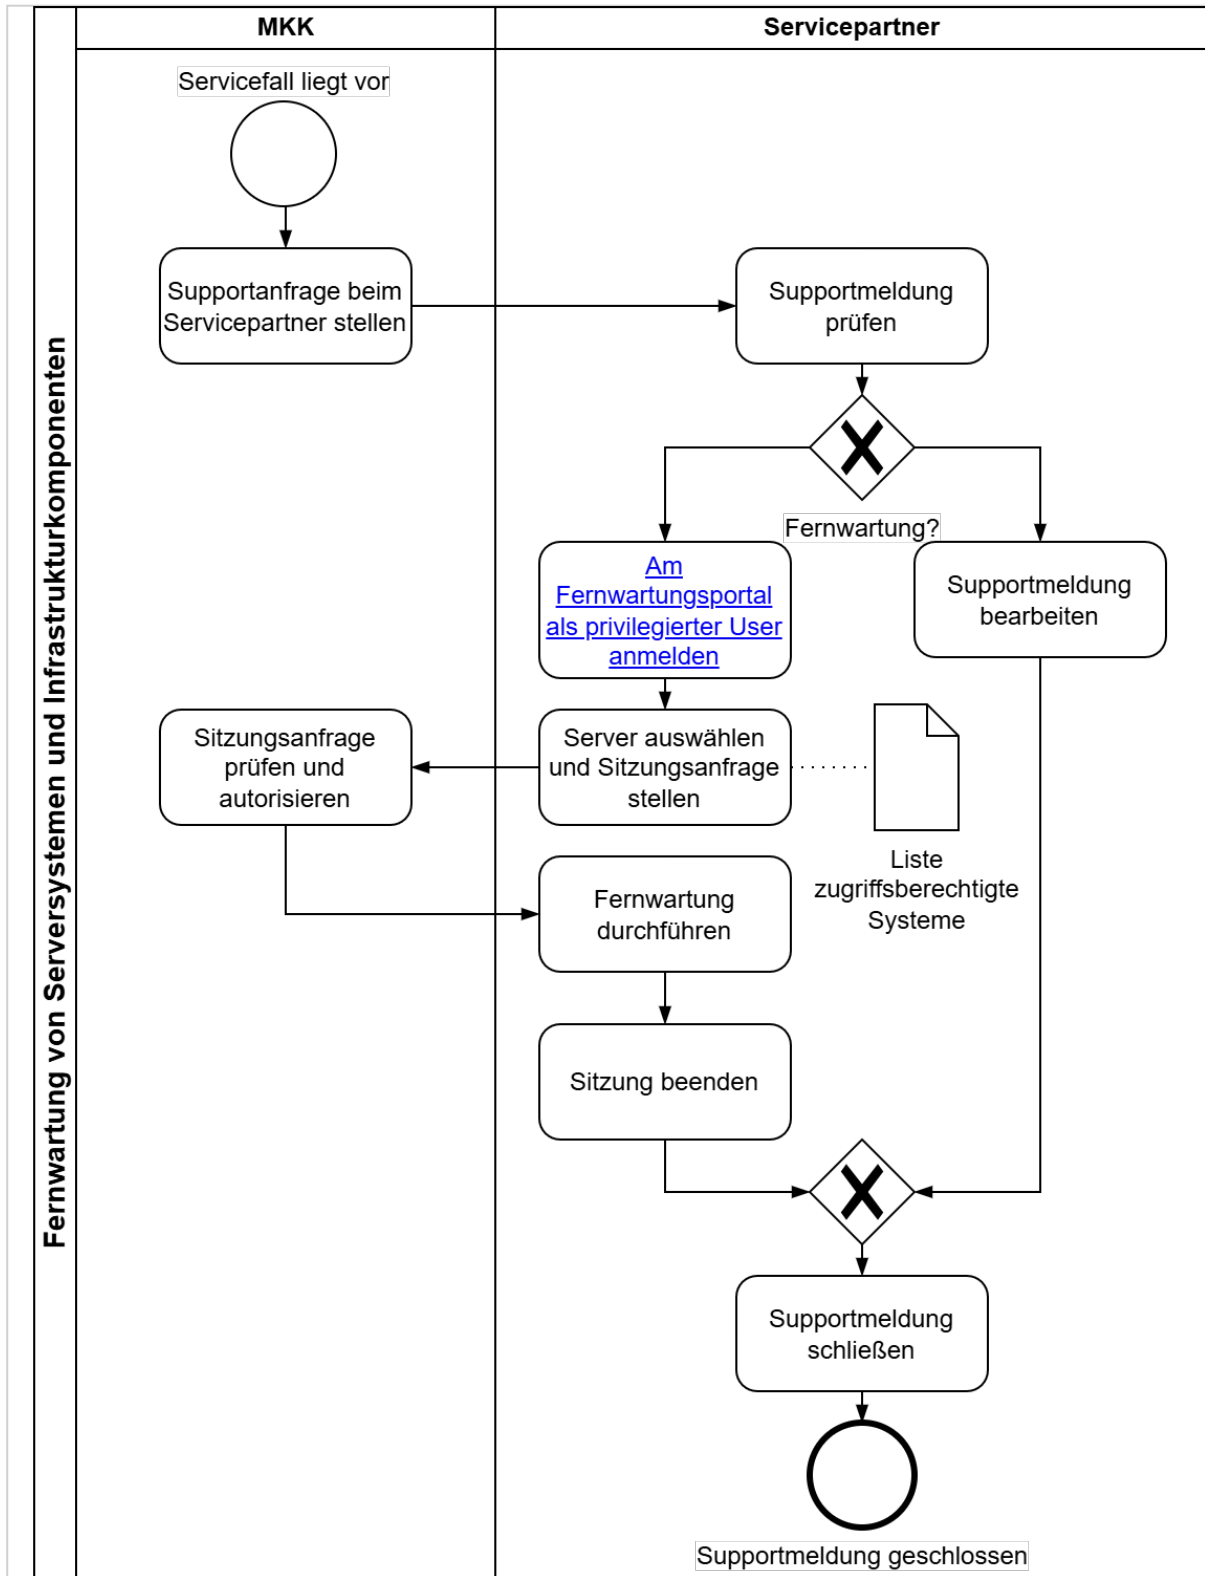 Fernwartung von Serversystemen und Infrastrukturkomponenten
MKK
Servicepartner
Servicefall liegt vor
Supportanfrage beim
Servicepartner stellen
Supportmeldung
prüfen
Fernwartung?
Am
Fernwartungsportal
als privilegierter User
anmelden
Supportmeldung
bearbeiten
Sitzungsanfrage
prüfen und
autorisieren
Server auswählen
und Sitzungsanfrage
stellen
Liste
zugriffsberechtigte
Systeme
Fernwartung
durchführen
Sitzung beenden
Supportmeldung
schließen
Supportmeldung geschlossen